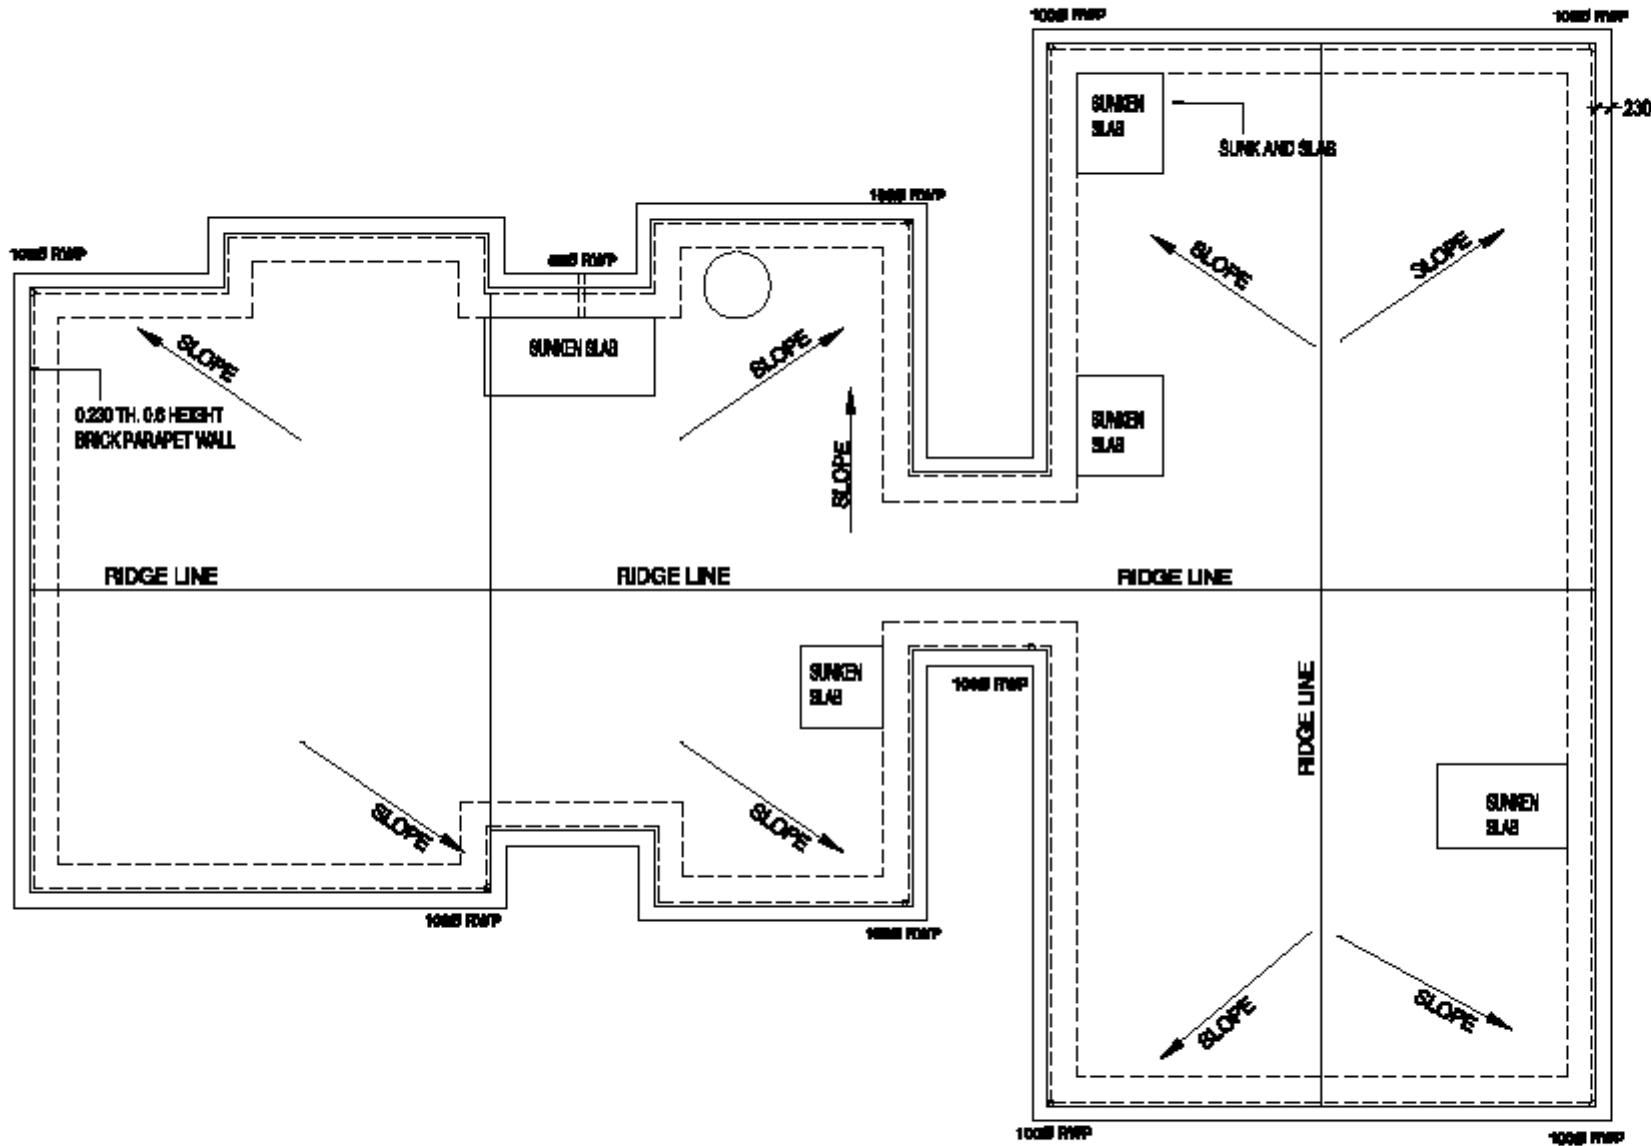 100Ø RWP
100Ø RWP
SUNKEN
SLAB
230
SUNK AND SLAB
100Ø RWP
100Ø RWP
RWP
SLOPE
SLOPE
SLOPE
SUNKEN SLAB
SLOPE
0.230 TH. 0.6 HEIGHT
BRICK PARAPET WALL
SUNKEN
SLAB
SLOPE
RIDGE LINE
RIDGE LINE
RIDGE LINE
SUNKEN
SLAB
100Ø RWP
RIDGE LINE
SLOPE
SLOPE
SUNKEN
SLAB
100Ø RWP
100Ø RWP
SLOPE
SLOPE
100Ø RWP
100Ø RWP